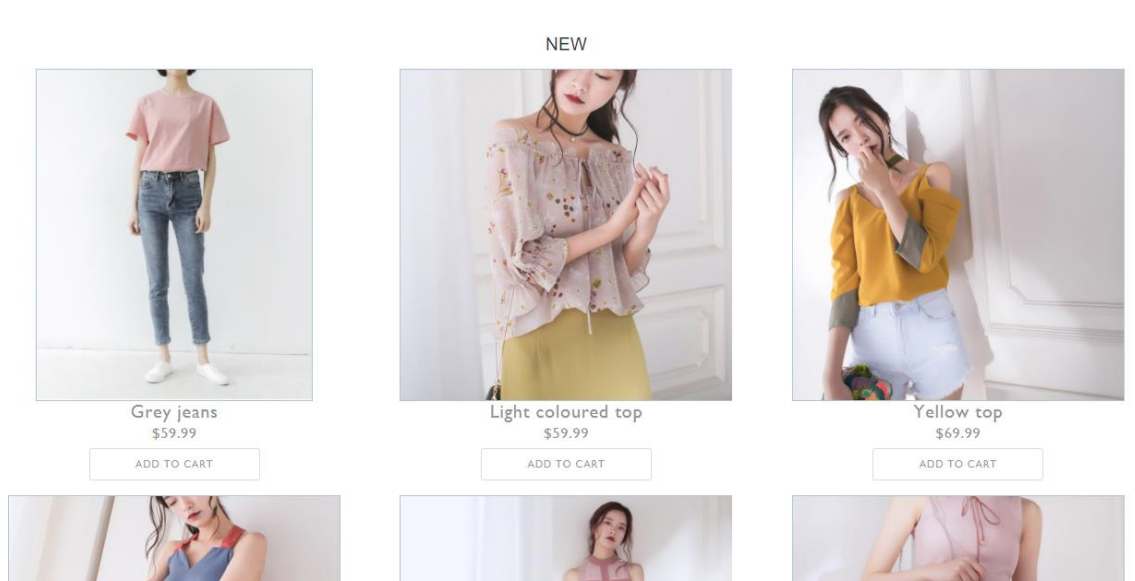 NEW
Grey jeans
$59.99
ADD TO CART
Light coloured top
$59.99
ADD TO CART
Yellow top
$69.99
ADD TO CART